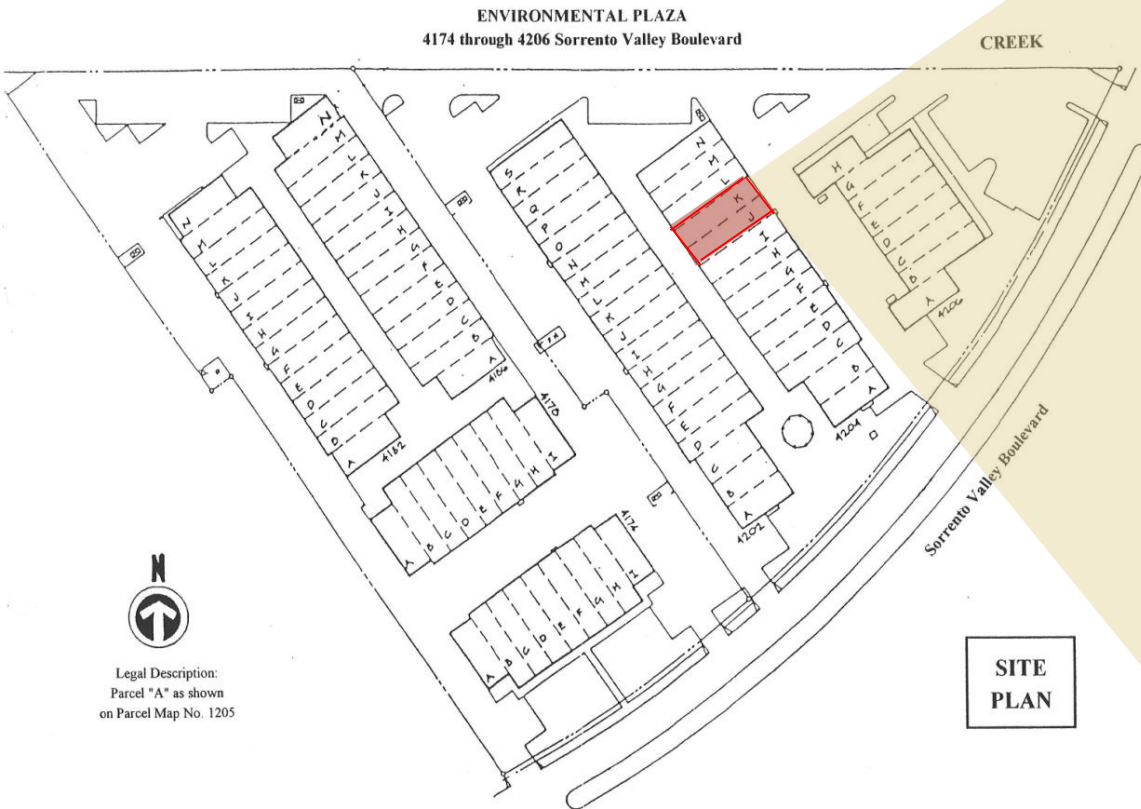 ENVIRONMENTAL PLAZA
4174 through 4206 Sorrento Valley Boulevard
CREEK
N M L K J I H G F E D C B A
4182
N M L K J I H G F E D C B A
4186
S R Q P O N M L K J I H G F E D C B A
4202
N M L K J I H G F E D C B A
4204
H G F E D C B A
4206
A B C D E F G H I
4178
A B C D E F G H I
4174
Sorrento Valley Boulevard
N
Legal Description:
Parcel "A" as shown
on Parcel Map No. 1205
SITE
PLAN